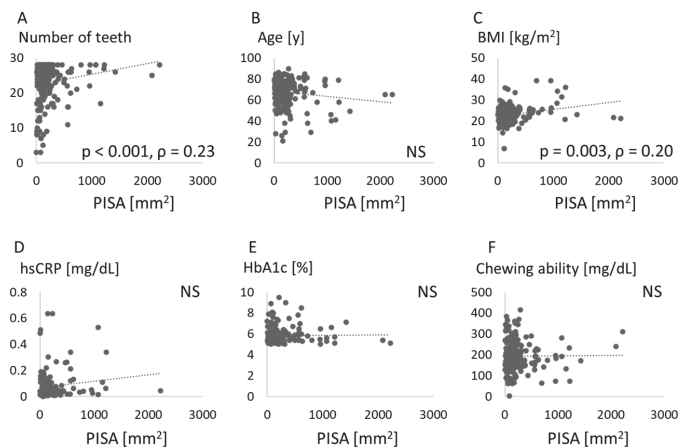 A
Number of teeth
30
20
10
0
p < 0.001, ρ = 0.23
0 1000 2000 3000
PISA [mm²]
B
Age [y]
100
80
60
40
20
0
NS
0 1000 2000 3000
PISA [mm²]
C
BMI [kg/m²]
50
40
30
20
10
0
p = 0.003, ρ = 0.20
0 1000 2000 3000
PISA [mm²]
D
hsCRP [mg/dL]
NS
0.8
0.6
0.4
0.2
0
0 1000 2000 3000
PISA [mm²]
E
HbA1c [%]
NS
10
8
6
4
2
0
0 1000 2000 3000
PISA [mm²]
F
Chewing ability [mg/dL]
NS
500
400
300
200
100
0
0 1000 2000 3000
PISA [mm²]